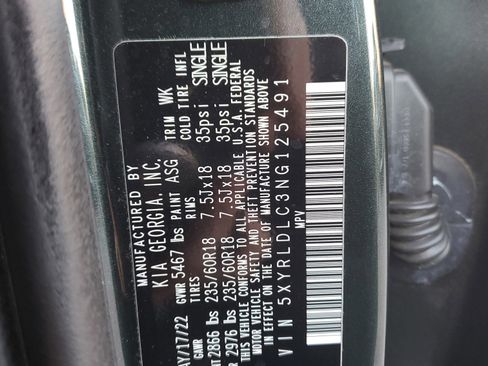 MANUFACTURED BY
KIA GEORGIA, INC.
AY/17/22 GVWR 5467 lbs PAINT ASG TRIM WK
GAWR TIRES RIMS COLD TIRE INFL
2866 lbs 235/60R18 7.5Jx18 35psi SINGLE
2976 lbs 235/60R18 7.5Jx18 35psi SINGLE
THIS VEHICLE CONFORMS TO ALL APPLICABLE U.S.A. FEDERAL
MOTOR VEHICLE SAFETY AND THEFT PREVENTION STANDARDS
IN EFFECT ON THE DATE OF MANUFACTURE SHOWN ABOVE
VIN 5XYRLDLC3NG125491
MPV